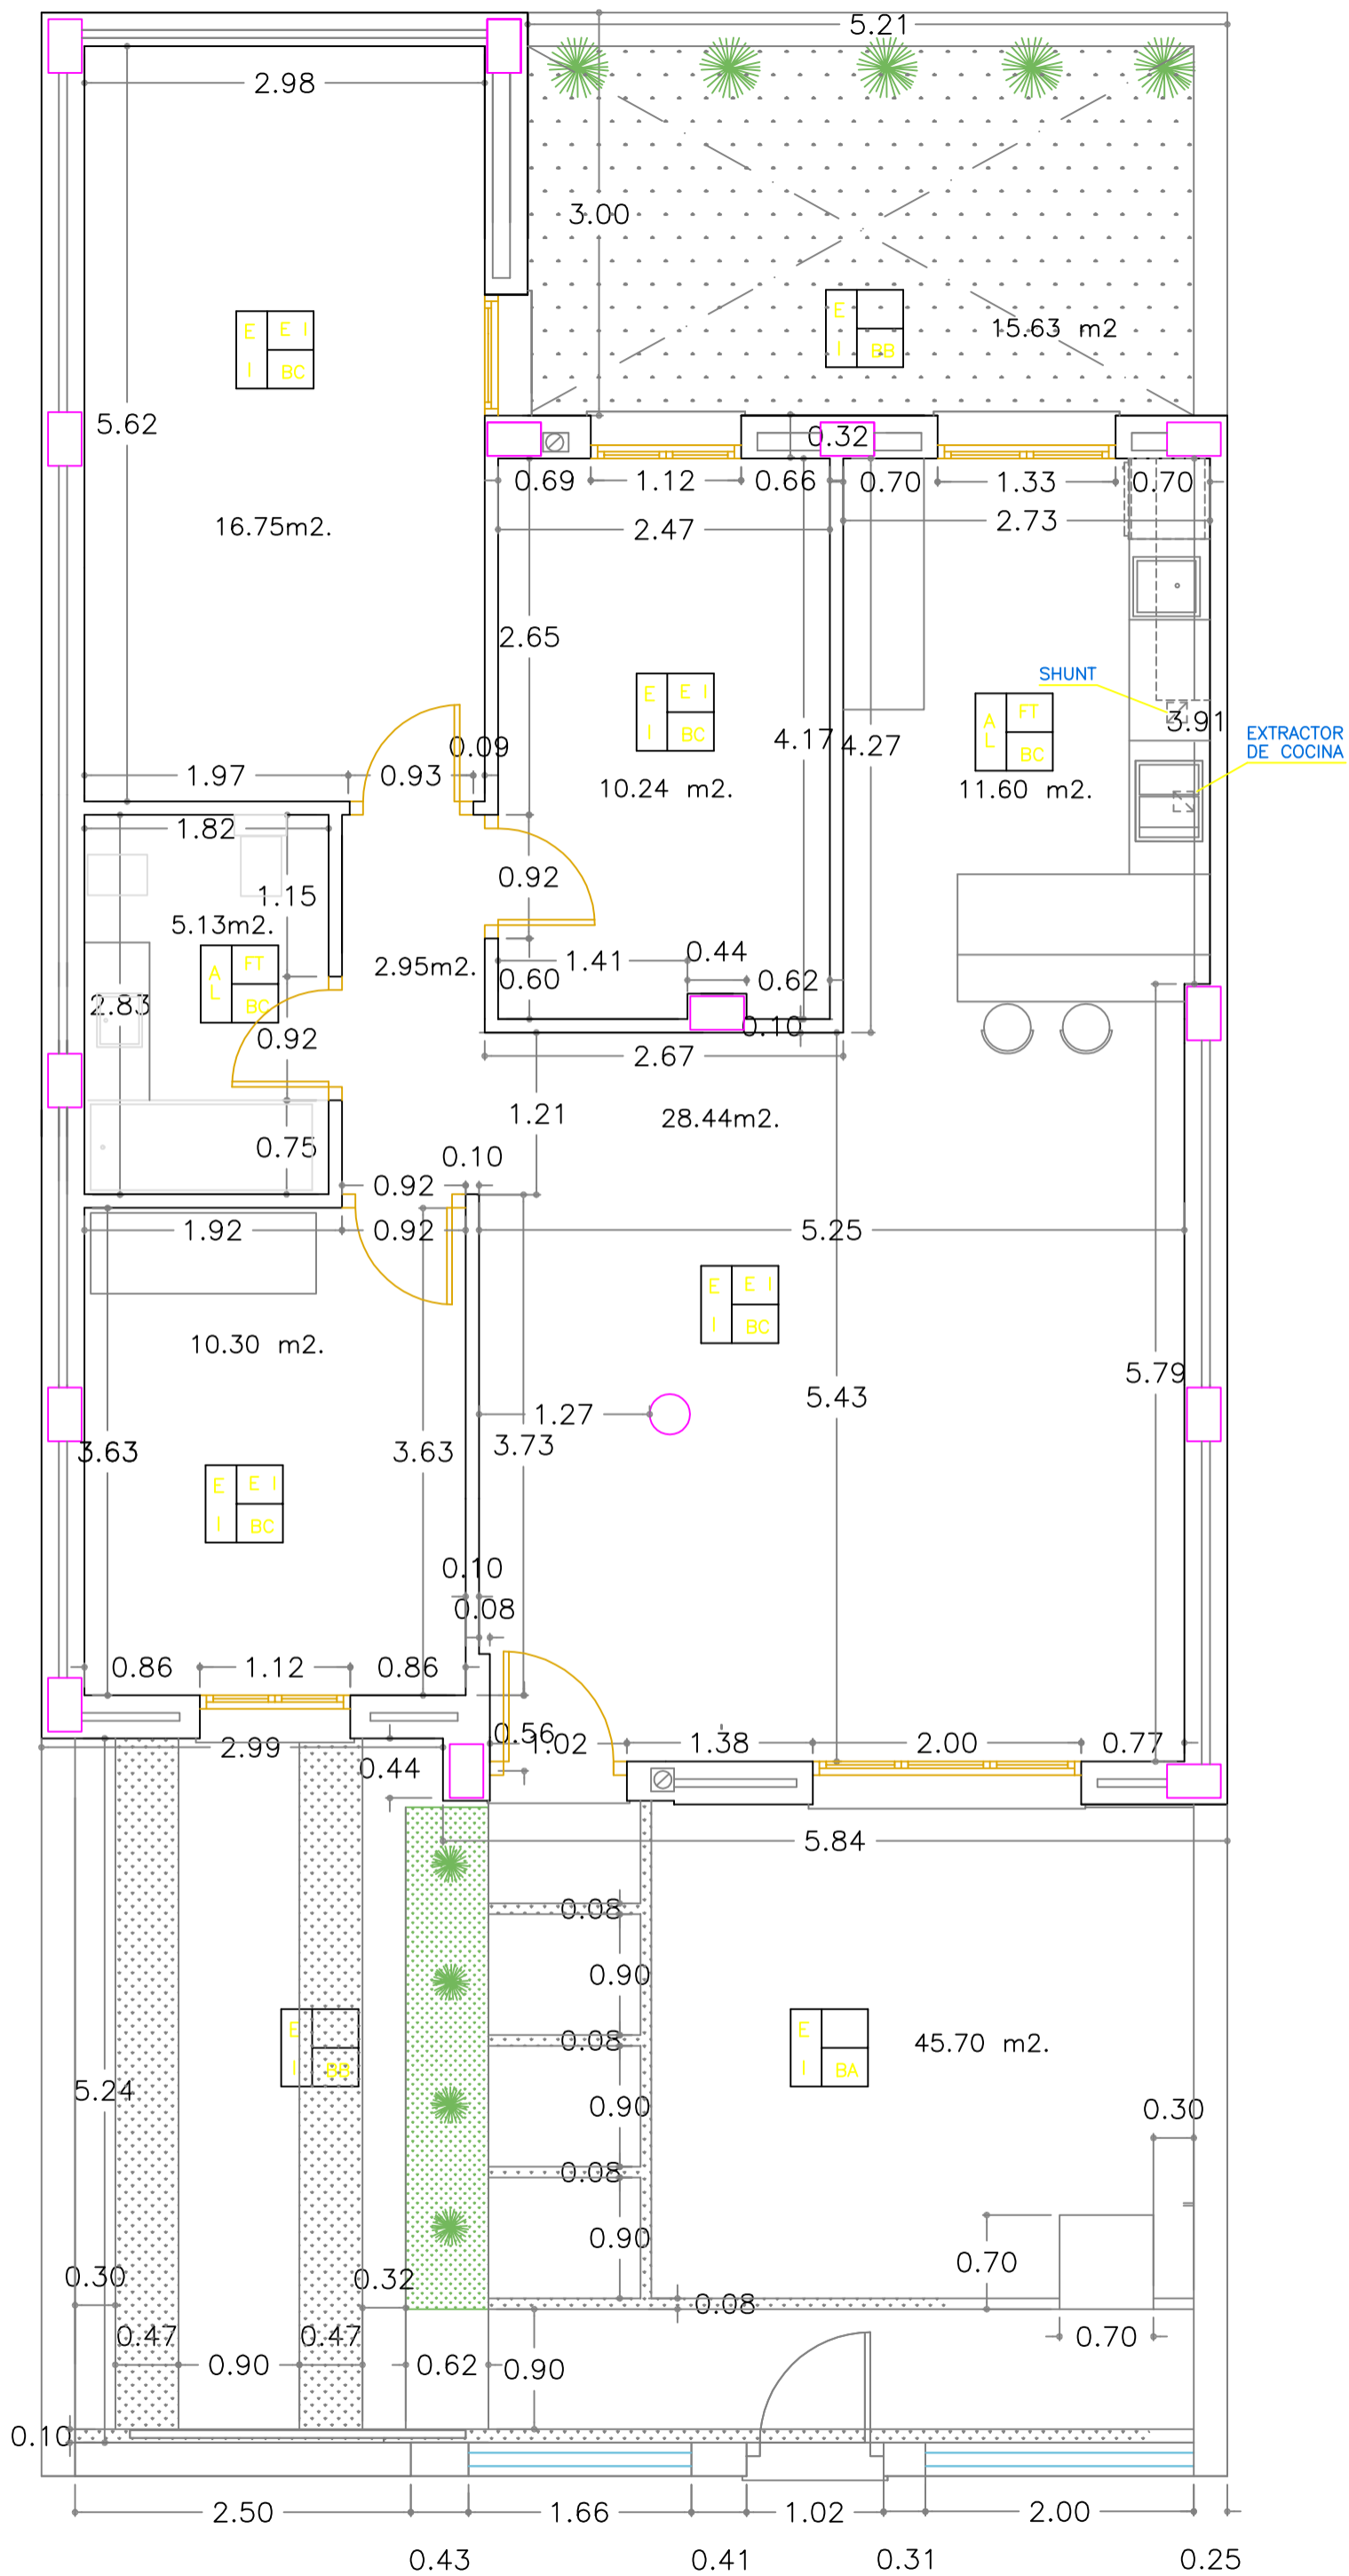 5.21
2.98
3.00
E
E I
I
BC
E
I
BB
15.63 m2
5.62
0.32
0.69
1.12
0.66
0.70
1.33
0.70
2.73
2.47
16.75m2.
2.65
SHUNT
E
E I
I
BC
A
L
FT
BC
3.91
EXTRACTOR
DE COCINA
4.17
4.27
0.09
1.97
0.93
10.24 m2.
11.60 m2.
1.82
0.92
1.15
5.13m2.
0.44
1.41
2.95m2.
0.60
0.62
A
L
FT
BC
2.83
0.10
0.92
2.67
1.21
28.44m2.
0.75
0.10
0.92
1.92
0.92
5.25
E
E I
I
BC
10.30 m2.
5.79
5.43
1.27
3.63
3.63
3.73
E
E I
I
BC
0.10
0.08
0.86
1.12
0.86
0.56
2.99
1.02
1.38
2.00
0.77
0.44
5.84
0.08
0.90
E
I
BB
E
I
BA
0.08
45.70 m2.
5.24
0.90
0.30
0.08
0.90
0.70
0.30
0.32
0.08
0.47
0.90
0.47
0.62
0.90
0.70
0.10
2.50
1.66
1.02
2.00
0.43
0.41
0.31
0.25